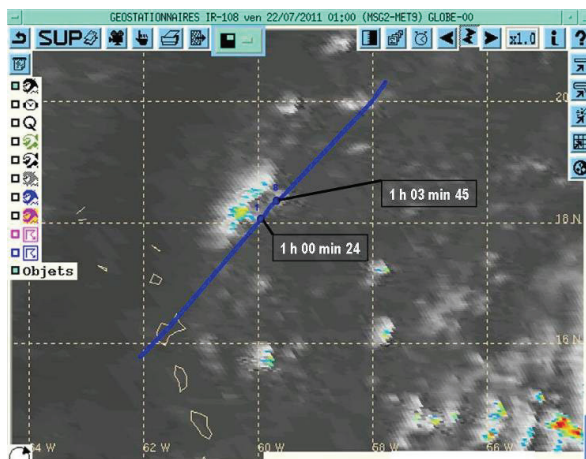 GEOSTATIONNAIRES IR-108 ven 22/07/2011 01:00 (MSG2-MET9) GLOBE-00
SUP
x1.0
i
?
Q
20
1 h 03 min 45
18 N
1 h 00 min 24
Objets
16 N
64 W
62 W
60 W
58 W
56 W